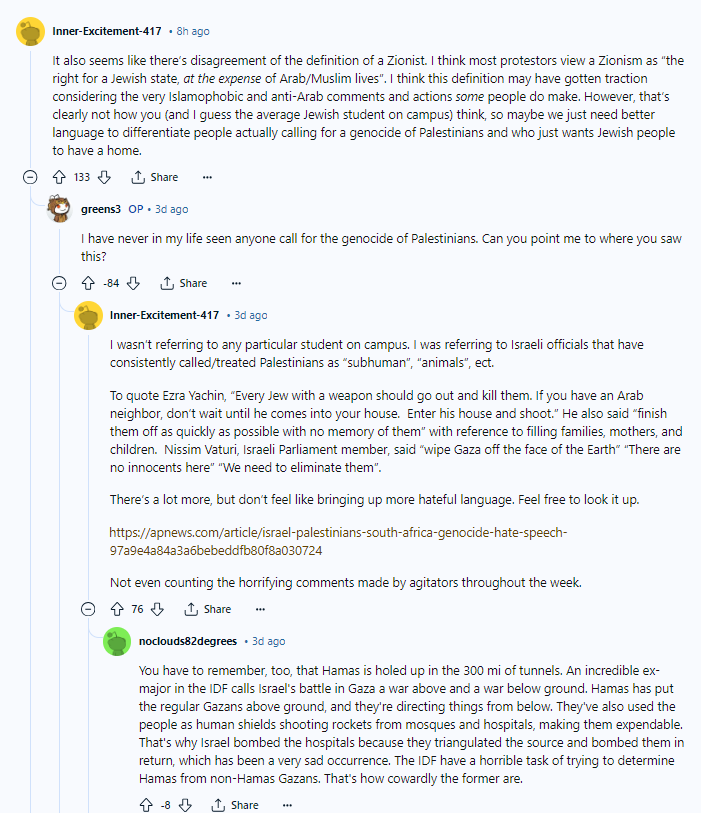 Inner-Excitement-417 • 8h ago
It also seems like there's disagreement of the definition of a Zionist. I think most protestors view a Zionism as "the
right for a Jewish state, at the expense of Arab/Muslim lives". I think this definition may have gotten traction
considering the very Islamophobic and anti-Arab comments and actions some people do make. However, that's
clearly not how you (and I guess the average Jewish student on campus) think, so maybe we just need better
language to differentiate people actually calling for a genocide of Palestinians and who just wants Jewish people
to have a home.
133 Share ...
greens3 OP • 3d ago
I have never in my life seen anyone call for the genocide of Palestinians. Can you point me to where you saw
this?
-84 Share ...
Inner-Excitement-417 • 3d ago
I wasn't referring to any particular student on campus. I was referring to Israeli officials that have
consistently called/treated Palestinians as "subhuman", "animals", ect.
To quote Ezra Yachin, "Every Jew with a weapon should go out and kill them. If you have an Arab
neighbor, don't wait until he comes into your house. Enter his house and shoot." He also said "finish
them off as quickly as possible with no memory of them" with reference to filling families, mothers, and
children. Nissim Vaturi, Israeli Parliament member, said "wipe Gaza off the face of the Earth" "There are
no innocents here" "We need to eliminate them".
There's a lot more, but don't feel like bringing up more hateful language. Feel free to look it up.
https://apnews.com/article/israel-palestinians-south-africa-genocide-hate-speech-
97a9e4a84a3a6bebeddfb80f8a030724
Not even counting the horrifying comments made by agitators throughout the week.
76 Share ...
noclouds82degrees • 3d ago
You have to remember, too, that Hamas is holed up in the 300 mi of tunnels. An incredible ex-
major in the IDF calls Israel's battle in Gaza a war above and a war below ground. Hamas has put
the regular Gazans above ground, and they're directing things from below. They've also used the
people as human shields shooting rockets from mosques and hospitals, making them expendable.
That's why Israel bombed the hospitals because they triangulated the source and bombed them in
return, which has been a very sad occurrence. The IDF have a horrible task of trying to determine
Hamas from non-Hamas Gazans. That's how cowardly the former are.
-8 Share ...